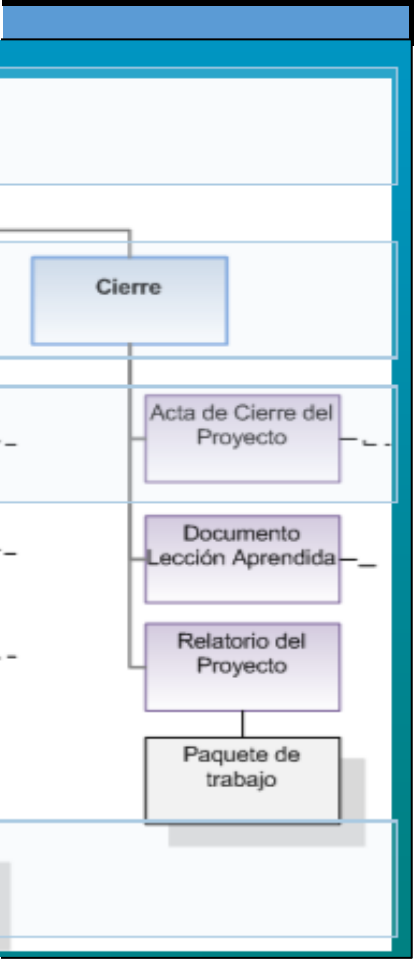 Cierre
Acta de Cierre del
Proyecto
Documento
Lección Aprendida
Relatorio del
Proyecto
Paquete de
trabajo